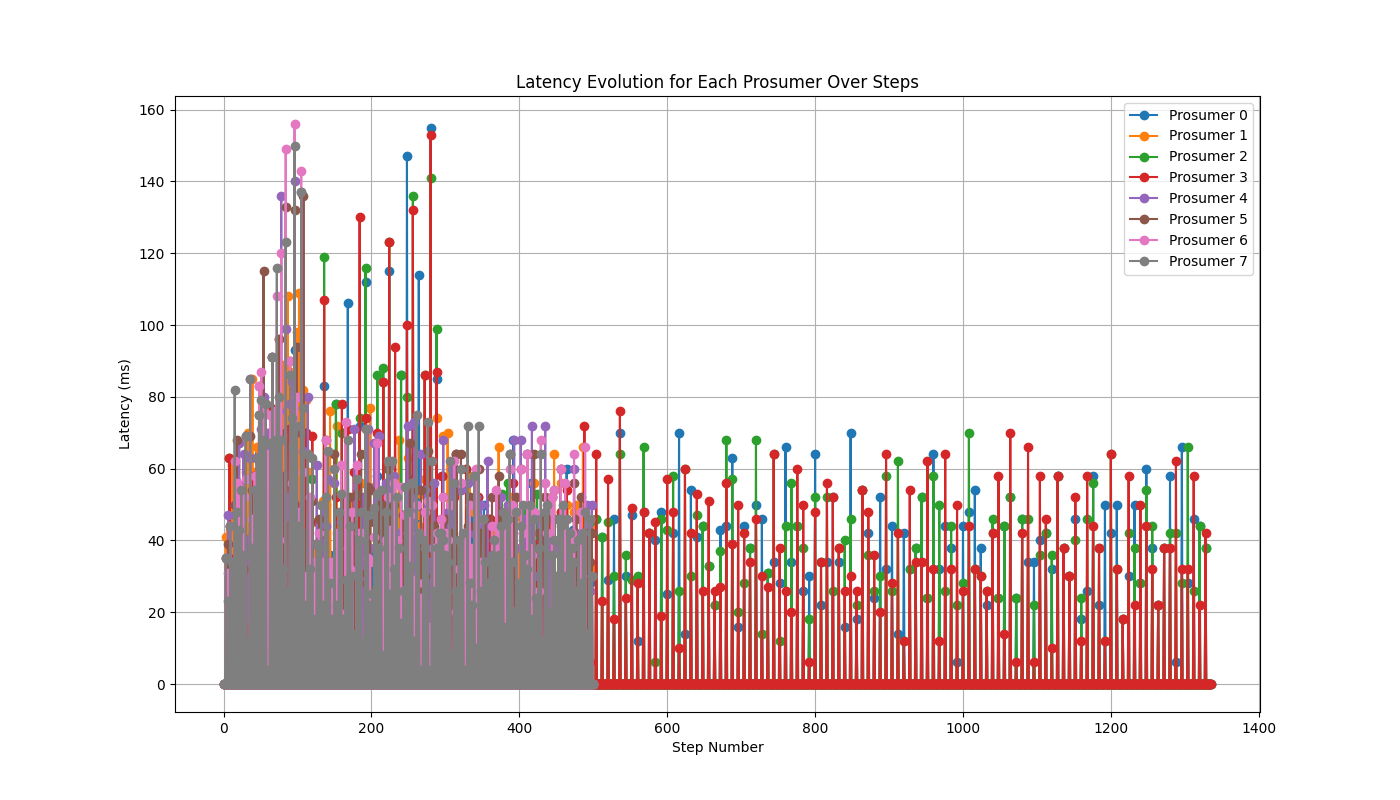 Latency Evolution for Each Prosumer Over Steps
160
140
120
100
80
60
40
20
0
Latency (ms)
Prosumer 0
Prosumer 1
Prosumer 2
Prosumer 3
Prosumer 4
Prosumer 5
Prosumer 6
Prosumer 7
0 200 400 600 800 1000 1200 1400
Step Number